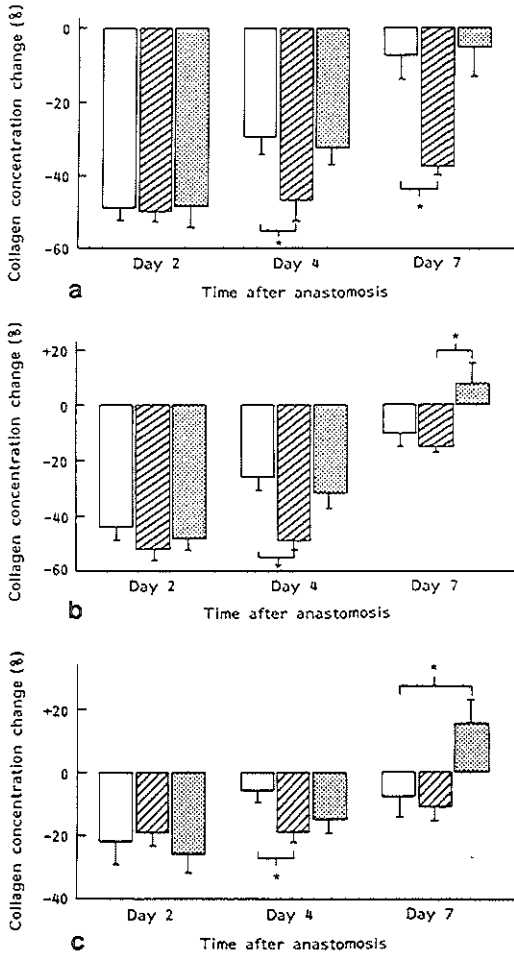 Collagen concentration change (%)
0
-20
-40
-60
*
*
Day 2 Day 4 Day 7
a Time after anastomosis
Collagen concentration change (%)
+20
0
-20
-40
-60
*
*
Day 2 Day 4 Day 7
b Time after anastomosis
Collagen concentration change (%)
+20
0
-20
-40
*
*
Day 2 Day 4 Day 7
c Time after anastomosis